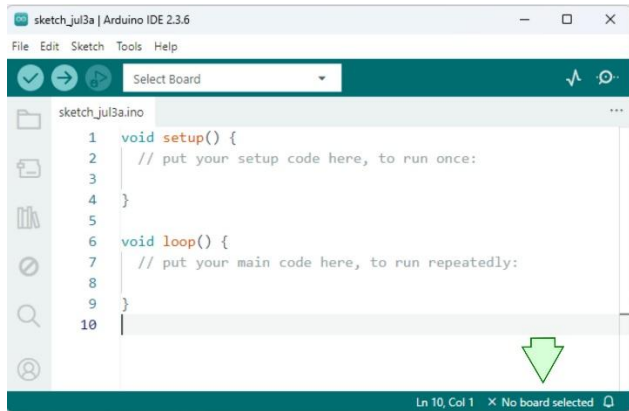 sketch_jul3a | Arduino IDE 2.3.6
File Edit Sketch Tools Help
Select Board
sketch_jul3a.ino
1 void setup() {
2 // put your setup code here, to run once:
3
4 }
5
6 void loop() {
7 // put your main code here, to run repeatedly:
8
9 }
10
Ln 10, Col 1 × No board selected